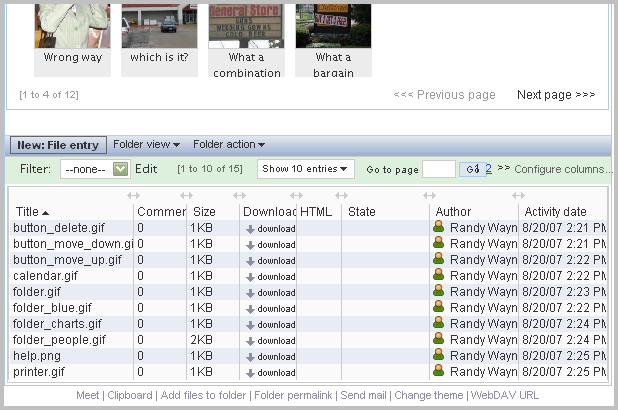 General Store
GUNS
WEDDING GOWNS
COLD BEER
Wrong way
which is it?
What a combination
What a bargain
[1 to 4 of 12]
<<< Previous page
Next page >>>
New: File entry
Folder view
Folder action
Filter:
--none--
Edit
[1 to 10 of 15]
Show 10 entries
Go to page
Go
1 2 >>
Configure columns...
Title Commen Size Download HTML State Author Activity date
button_delete.gif 0 1KB download Randy Wayn 8/20/07 2:21 PM
button_move_down.gi 0 1KB download Randy Wayn 8/20/07 2:21 PM
button_move_up.gif 0 1KB download Randy Wayn 8/20/07 2:22 PM
calendar.gif 0 1KB download Randy Wayn 8/20/07 2:22 PM
folder.gif 0 1KB download Randy Wayn 8/20/07 2:23 PM
folder_blue.gif 0 1KB download Randy Wayn 8/20/07 2:22 PM
folder_charts.gif 0 1KB download Randy Wayn 8/20/07 2:24 PM
folder_people.gif 0 2KB download Randy Wayn 8/20/07 2:24 PM
help.png 0 1KB download Randy Wayn 8/20/07 2:25 PM
printer.gif 0 1KB download Randy Wayn 8/20/07 2:25 PM
Meet | Clipboard | Add files to folder | Folder permalink | Send mail | Change theme | WebDAV URL